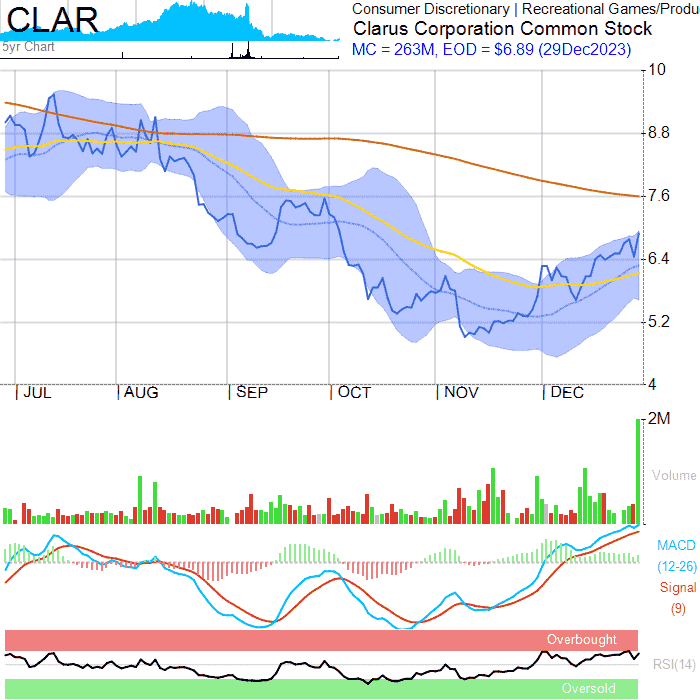 CLAR
5yr Chart
Consumer Discretionary | Recreational Games/Produ
Clarus Corporation Common Stock
MC = 263M, EOD = $6.89 (29Dec2023)
10
8.8
7.6
6.4
5.2
4
JUL AUG SEP OCT NOV DEC
2M
Volume
MACD
(12-26)
Signal
(9)
Overbought
RSI(14)
Oversold